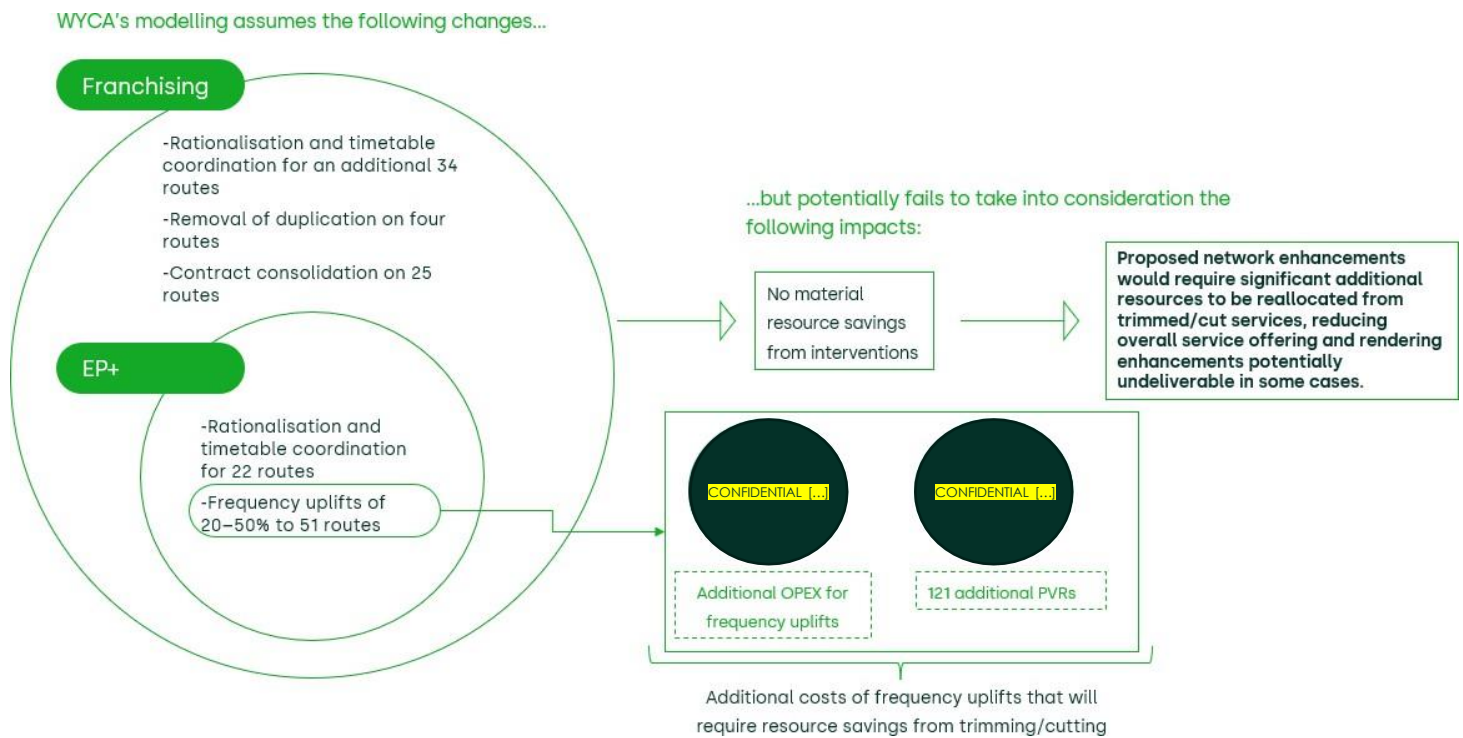 WYCA's modelling assumes the following changes...
Franchising
-Rationalisation and timetable
coordination for an additional 34
routes
-Removal of duplication on four
routes
-Contract consolidation on 25
routes
EP+
-Rationalisation and
timetable coordination
for 22 routes
-Frequency uplifts of
20–50% to 51 routes
...but potentially fails to take into consideration the
following impacts:
No material
resource savings
from interventions
Proposed network enhancements
would require significant additional
resources to be reallocated from
trimmed/cut services, reducing
overall service offering and rendering
enhancements potentially
undeliverable in some cases.
CONFIDENTIAL [...]
CONFIDENTIAL [...]
Additional OPEX for
frequency uplifts
121 additional PVRs
Additional costs of frequency uplifts that will
require resource savings from trimming/cutting